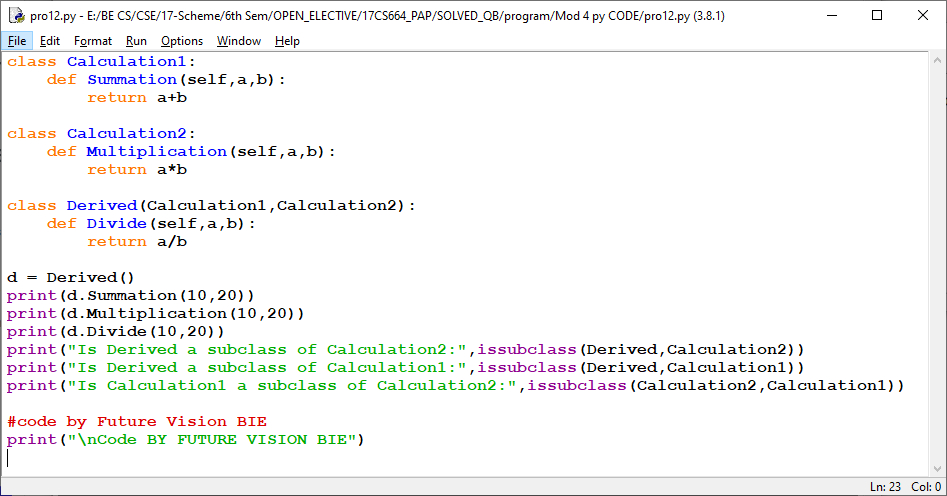 pro12.py - E:/BE CS/CSE/17-Scheme/6th Sem/OPEN_ELECTIVE/17CS664_PAP/SOLVED_QB/program/Mod 4 py CODE/pro12.py (3.8.1)
File Edit Format Run Options Window Help
class Calculation1:
    def Summation(self,a,b):
        return a+b

class Calculation2:
    def Multiplication(self,a,b):
        return a*b

class Derived(Calculation1,Calculation2):
    def Divide(self,a,b):
        return a/b

d = Derived()
print(d.Summation(10,20))
print(d.Multiplication(10,20))
print(d.Divide(10,20))
print("Is Derived a subclass of Calculation2:",issubclass(Derived,Calculation2))
print("Is Derived a subclass of Calculation1:",issubclass(Derived,Calculation1))
print("Is Calculation1 a subclass of Calculation2:",issubclass(Calculation2,Calculation1))

#code by Future Vision BIE
print("\nCode BY FUTURE VISION BIE")
Ln: 23 Col: 0